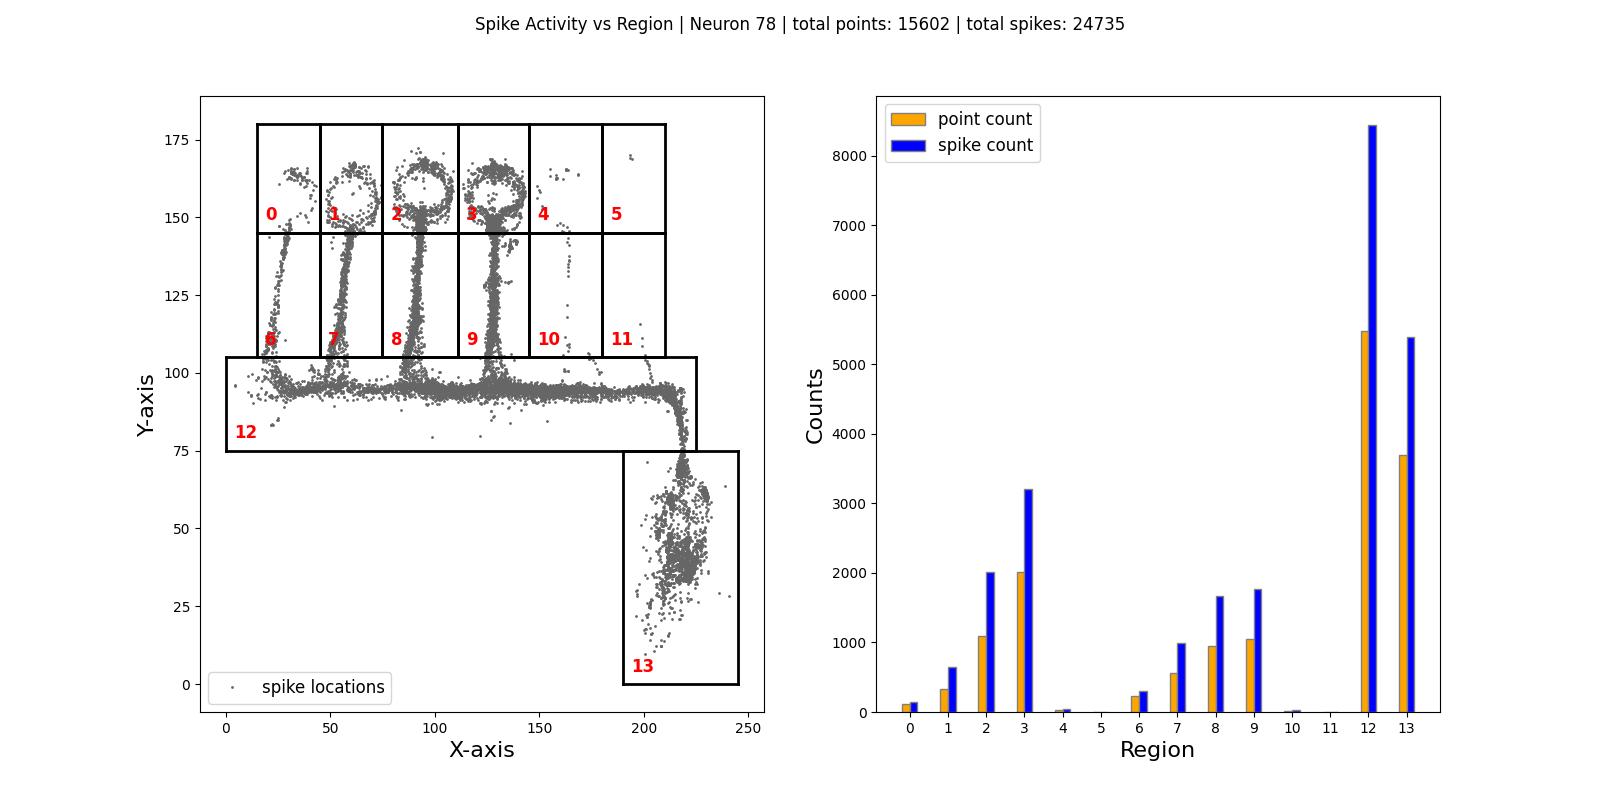 Spike Activity vs Region | Neuron 78 | total points: 15602 | total spikes: 24735
175
150
125
100
75
50
25
0
Y-axis
0 1 2 3 4 5
6 7 8 9 10 11
12
13
spike locations
0 50 100 150 200 250
X-axis
point count
spike count
8000
7000
6000
5000
4000
3000
2000
1000
0
Counts
0 1 2 3 4 5 6 7 8 9 10 11 12 13
Region